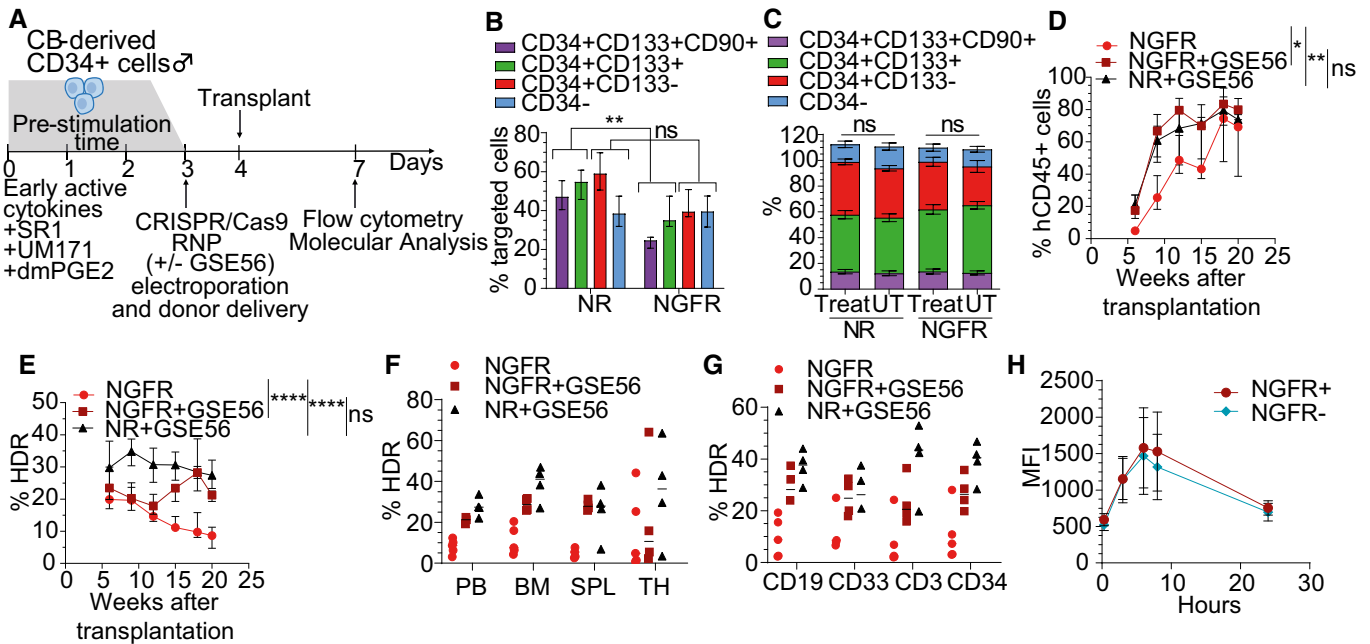 A
CB-derived
CD34+ cells♂
Pre-stimulation
time
Transplant
0
1
2
3
4
7
Days
Early active
cytokines
+SR1
+UM171
+dmPGE2
CRISPR/Cas9
RNP
(+/- GSE56)
electroporation
and donor delivery
Flow cytometry
Molecular Analysis
B
CD34+CD133+CD90+
CD34+CD133+
CD34+CD133-
CD34-
% targeted cells
80
60
40
20
0
**
ns
NR
NGFR
C
CD34+CD133+CD90+
CD34+CD133+
CD34+CD133-
CD34-
%
120
100
80
60
40
20
0
ns
ns
Treat UT
Treat UT
NR
NGFR
D
NGFR
NGFR+GSE56
NR+GSE56
*
**
ns
% hCD45+ cells
100
80
60
40
20
0
0 5 10 15 20 25
Weeks after
transplantation
E
NGFR
NGFR+GSE56
NR+GSE56
****
****
ns
% HDR
50
40
30
20
10
0
0 5 10 15 20 25
Weeks after
transplantation
F
NGFR
NGFR+GSE56
NR+GSE56
% HDR
80
60
40
20
0
PB BM SPL TH
G
NGFR
NGFR+GSE56
NR+GSE56
% HDR
60
40
20
0
CD19 CD33 CD3 CD34
H
NGFR+
NGFR-
MFI
2500
2000
1500
1000
500
0
0 10 20 30
Hours